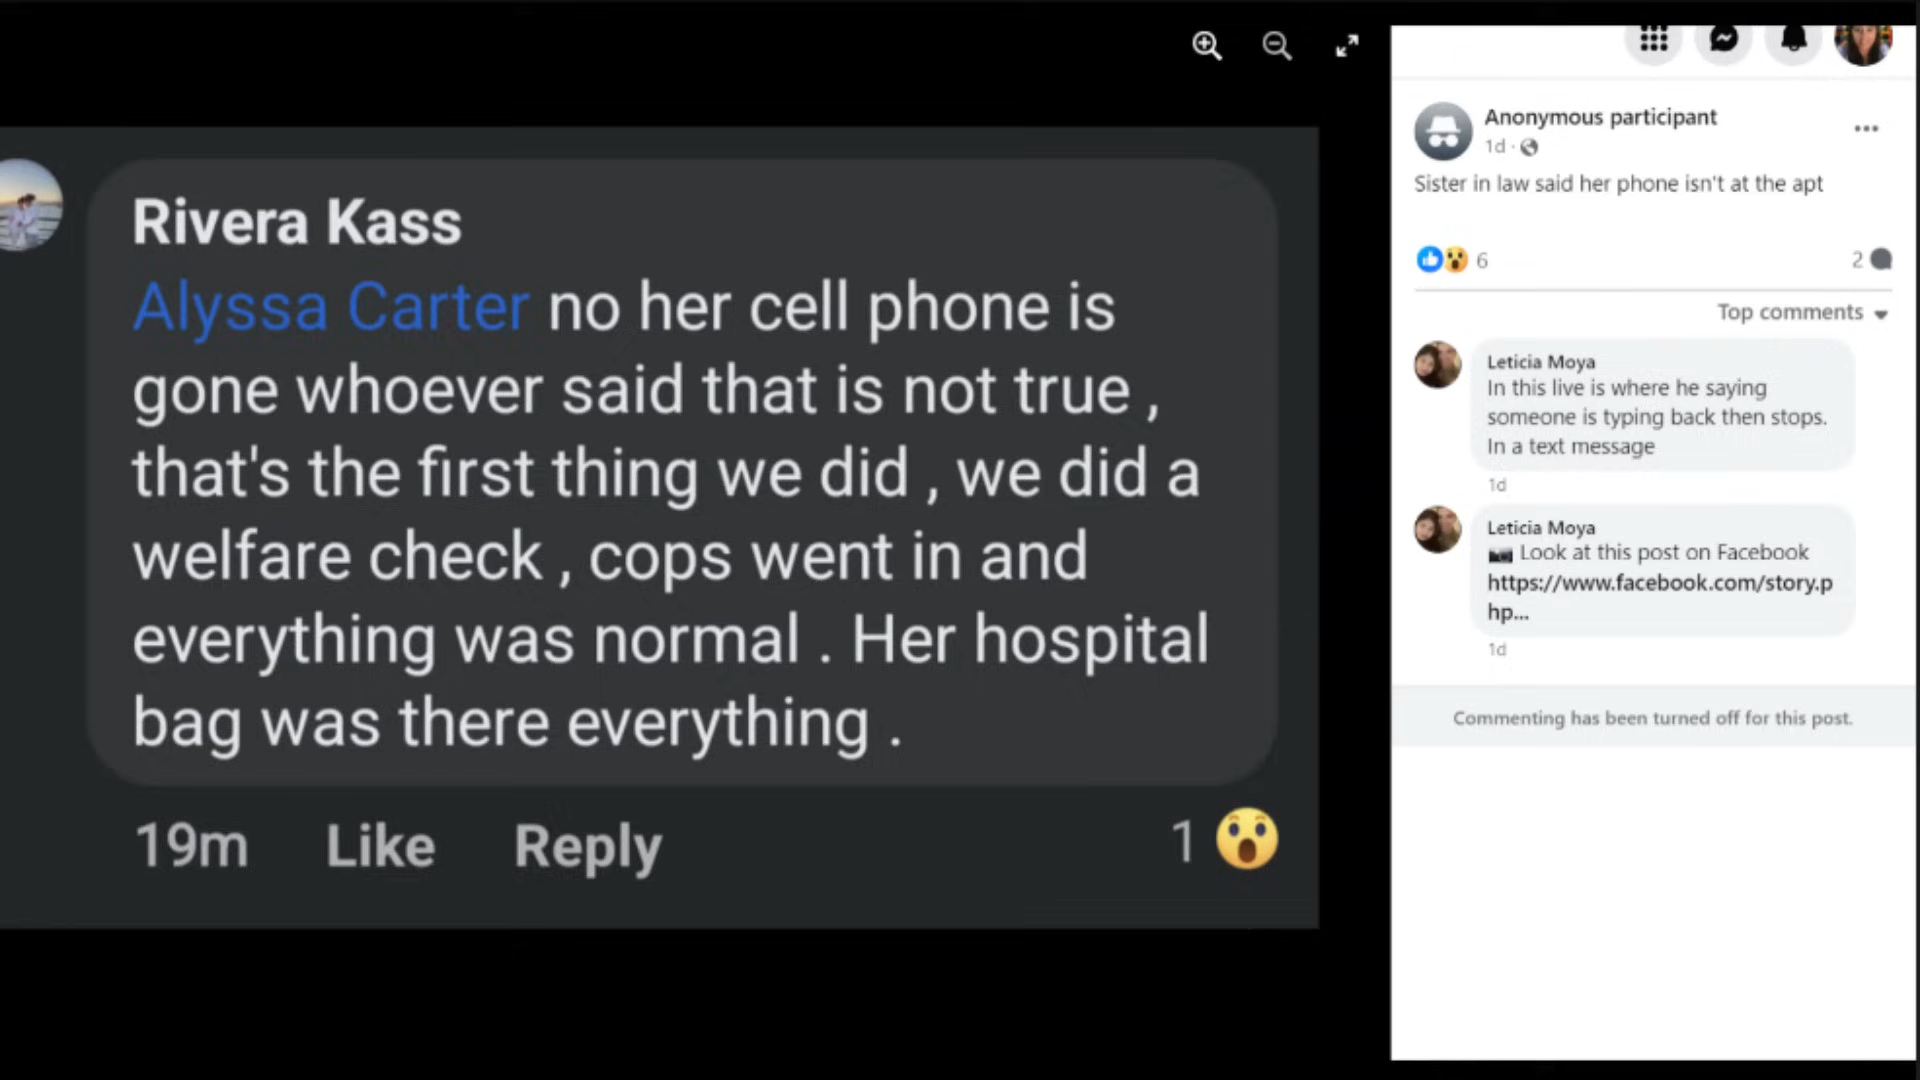 Rivera Kass
Alyssa Carter no her cell phone is
gone whoever said that is not true ,
that's the first thing we did , we did a
welfare check , cops went in and
everything was normal . Her hospital
bag was there everything .
19m Like Reply 1
Anonymous participant
1d ·
Sister in law said her phone isn't at the apt
6 2
Top comments
Leticia Moya
In this live is where he saying
someone is typing back then stops.
In a text message
1d
Leticia Moya
📷 Look at this post on Facebook
https://www.facebook.com/story.p
hp...
1d
Commenting has been turned off for this post.